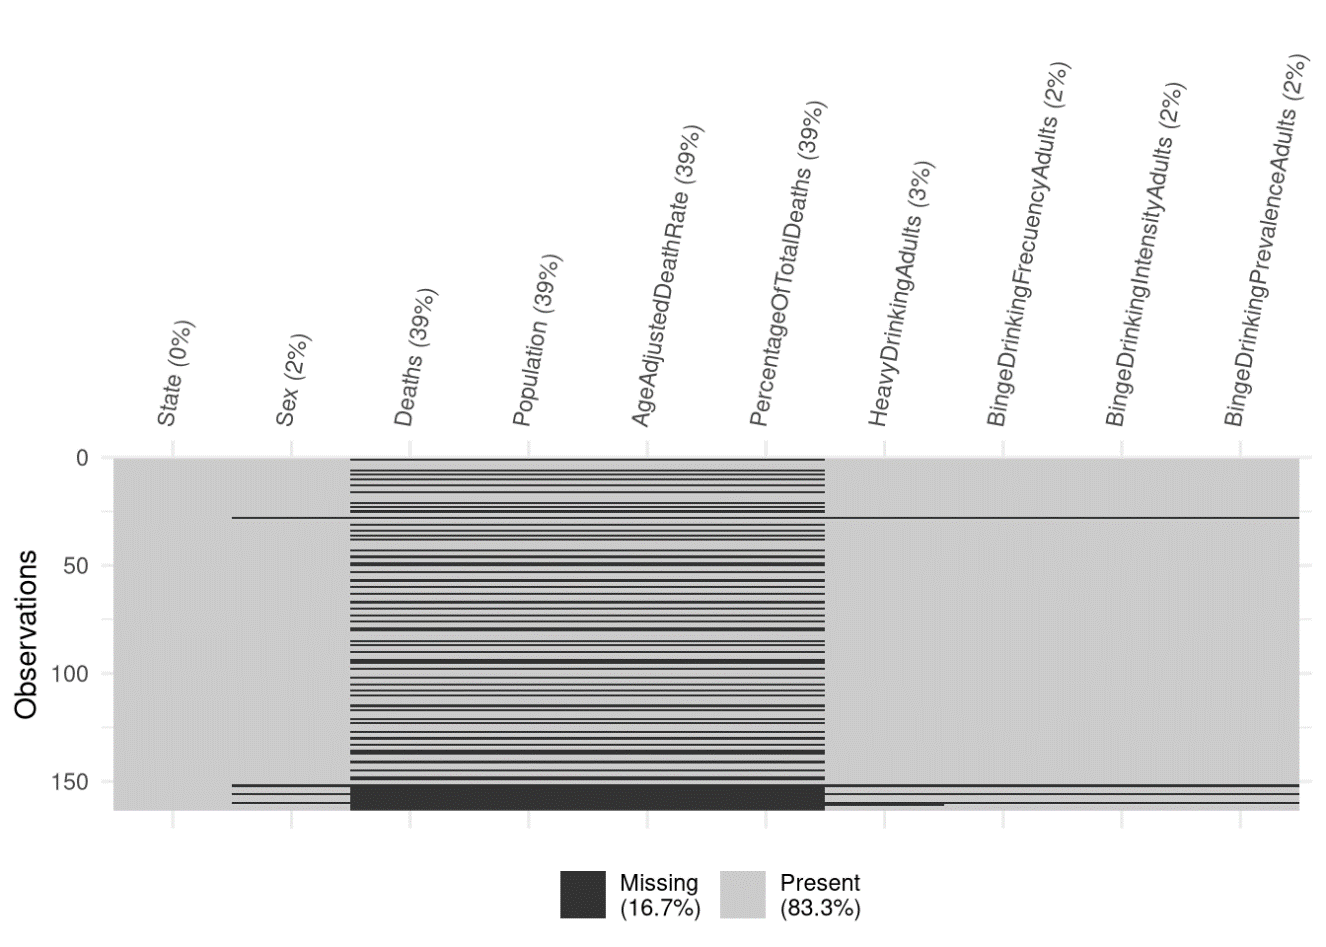 State (0%)
Sex (2%)
Deaths (39%)
Population (39%)
AgeAdjustedDeathRate (39%)
PercentageOfTotalDeaths (39%)
HeavyDrinkingAdults (3%)
BingeDrinkingFrecuencyAdults (2%)
BingeDrinkingIntensityAdults (2%)
BingeDrinkingPrevalenceAdults (2%)
Observations
0
50
100
150
Missing
(16.7%)
Present
(83.3%)